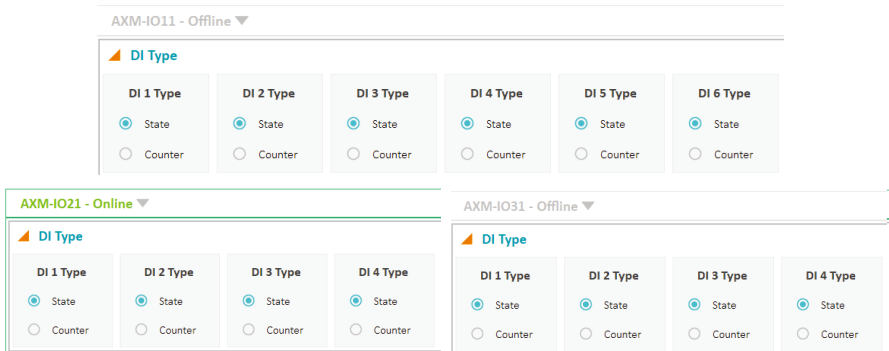 AXM-IO11 - Offline
DI Type
DI 1 Type DI 2 Type DI 3 Type DI 4 Type DI 5 Type DI 6 Type
State State State State State State
Counter Counter Counter Counter Counter Counter
AXM-IO21 - Online
DI Type
DI 1 Type DI 2 Type DI 3 Type DI 4 Type
State State State State
Counter Counter Counter Counter
AXM-IO31 - Offline
DI Type
DI 1 Type DI 2 Type DI 3 Type DI 4 Type
State State State State
Counter Counter Counter Counter